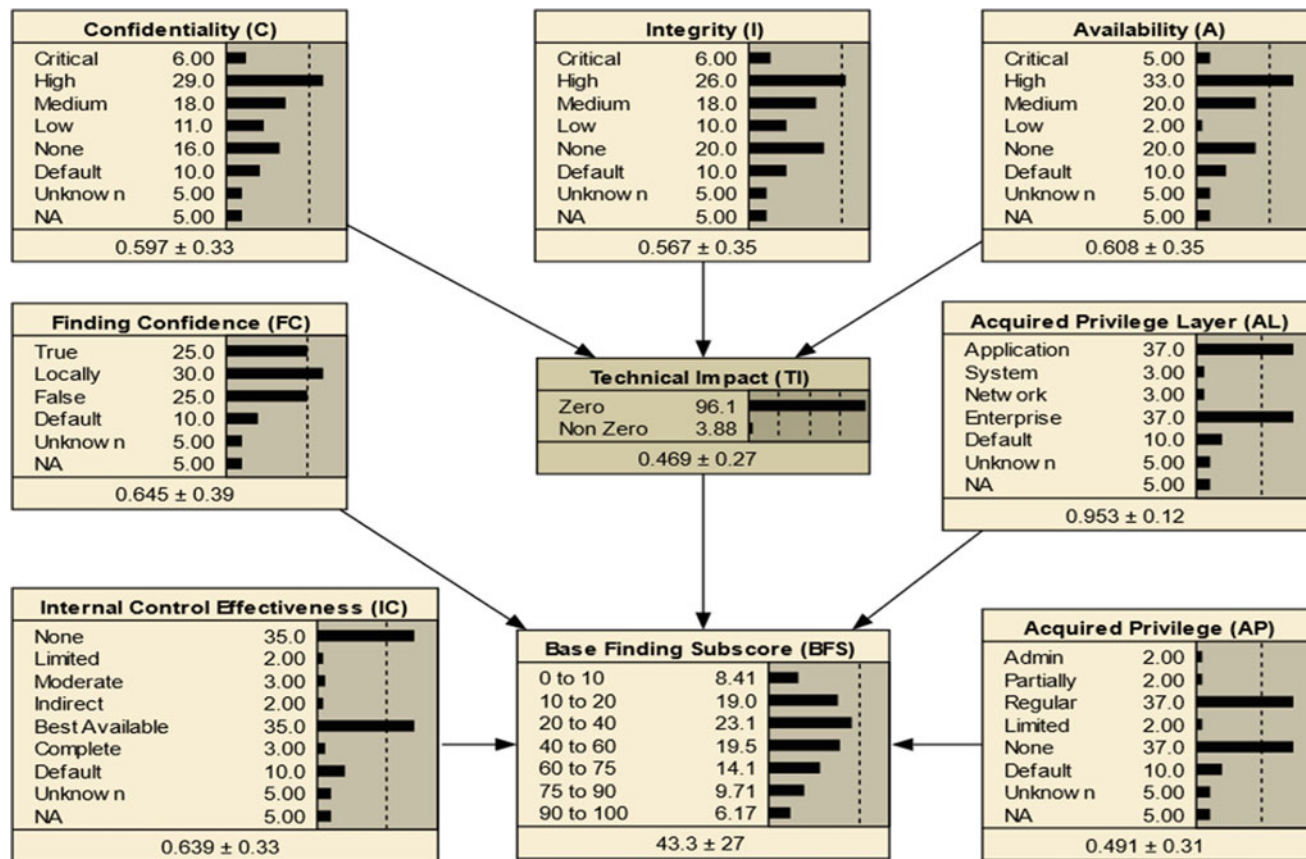 Confidentiality (C)
Critical 6.00
High 29.0
Medium 18.0
Low 11.0
None 16.0
Default 10.0
Unknown 5.00
NA 5.00
0.597 ± 0.33
Integrity (I)
Critical 6.00
High 26.0
Medium 18.0
Low 10.0
None 20.0
Default 10.0
Unknown 5.00
NA 5.00
0.567 ± 0.35
Availability (A)
Critical 5.00
High 33.0
Medium 20.0
Low 2.00
None 20.0
Default 10.0
Unknown 5.00
NA 5.00
0.608 ± 0.35
Finding Confidence (FC)
True 25.0
Locally 30.0
False 25.0
Default 10.0
Unknown 5.00
NA 5.00
0.645 ± 0.39
Technical Impact (TI)
Zero 96.1
Non Zero 3.88
0.469 ± 0.27
Acquired Privilege Layer (AL)
Application 37.0
System 3.00
Network 3.00
Enterprise 37.0
Default 10.0
Unknown 5.00
NA 5.00
0.953 ± 0.12
Internal Control Effectiveness (IC)
None 35.0
Limited 2.00
Moderate 3.00
Indirect 2.00
Best Available 35.0
Complete 3.00
Default 10.0
Unknown 5.00
NA 5.00
0.639 ± 0.33
Base Finding Subscore (BFS)
0 to 10 8.41
10 to 20 19.0
20 to 40 23.1
40 to 60 19.5
60 to 75 14.1
75 to 90 9.71
90 to 100 6.17
43.3 ± 27
Acquired Privilege (AP)
Admin 2.00
Partially 2.00
Regular 37.0
Limited 2.00
None 37.0
Default 10.0
Unknown 5.00
NA 5.00
0.491 ± 0.31